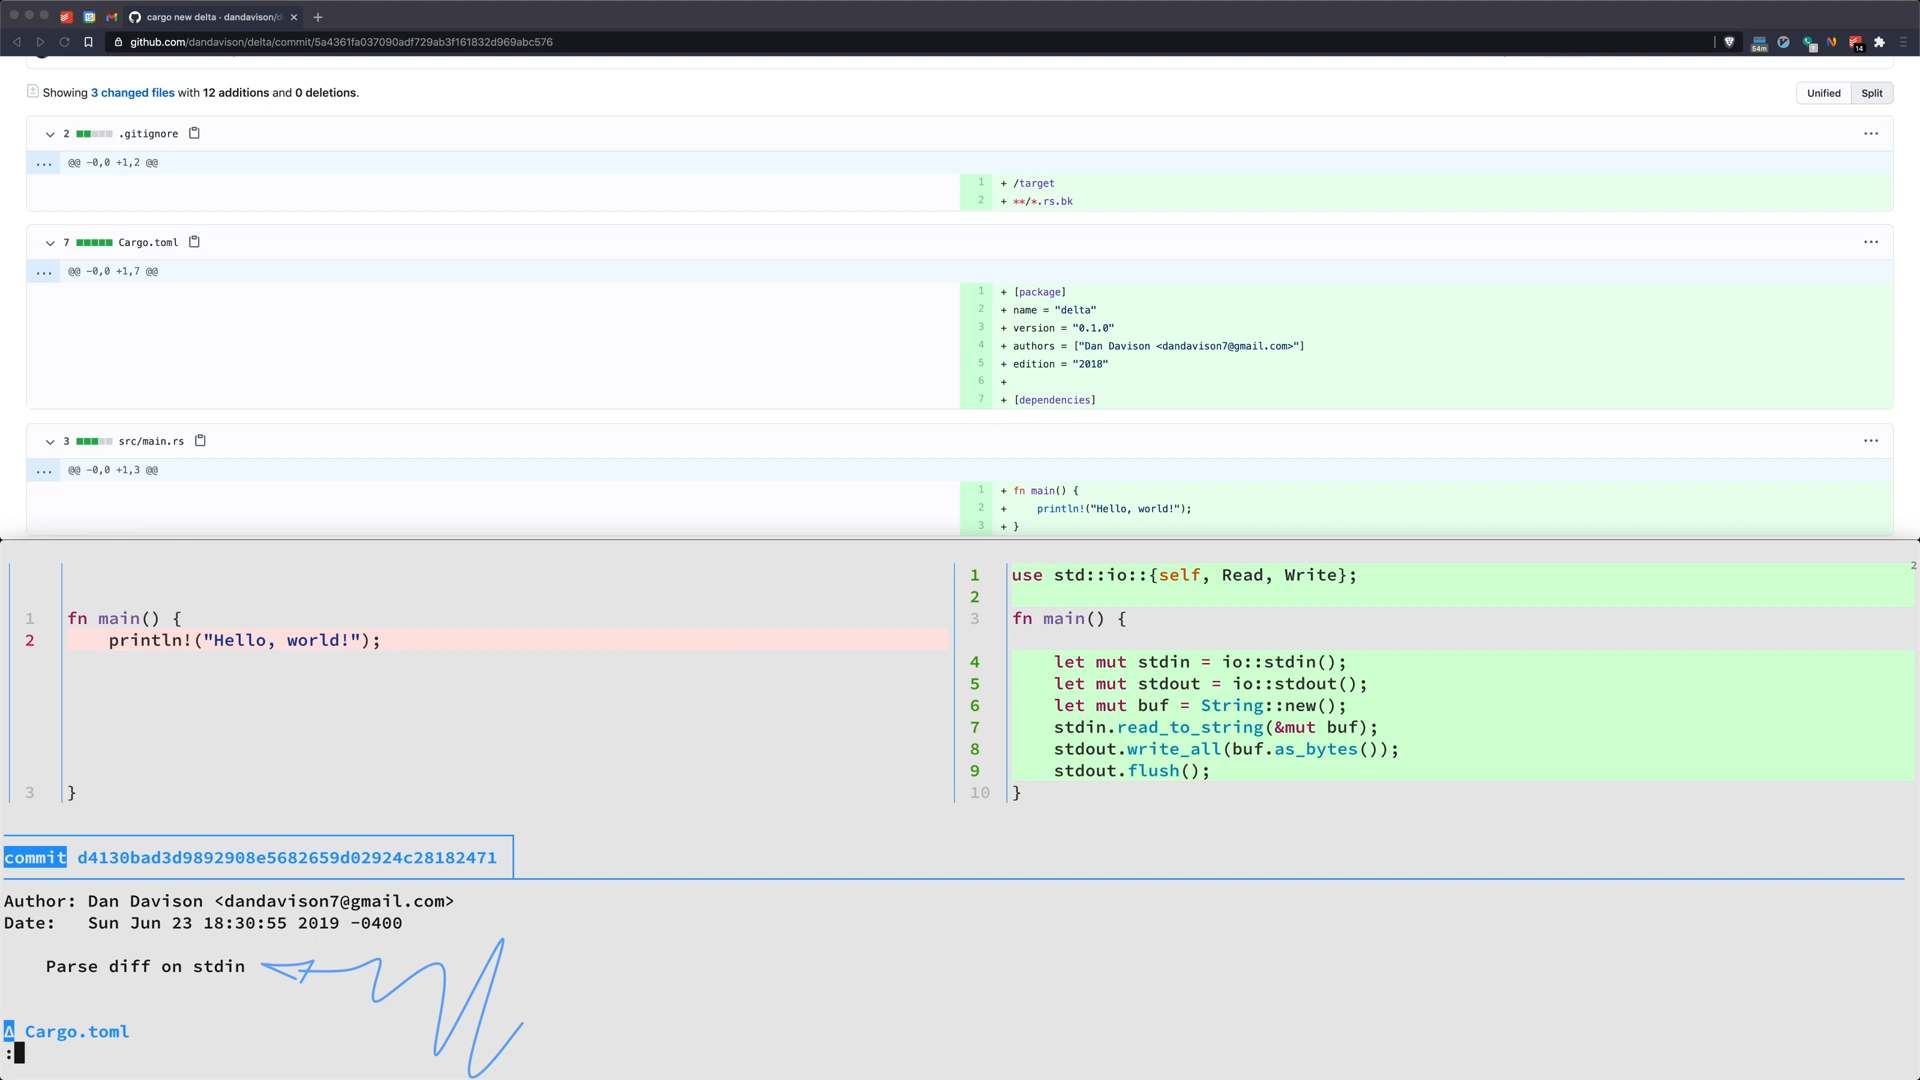 cargo new delta · dandavison/d
github.com/dandavison/delta/commit/5a4361fa037090adf729ab3f161832d969abc576
54m
14
Showing 3 changed files with 12 additions and 0 deletions.
Unified Split
2 .gitignore
... @@ -0,0 +1,2 @@
1 + /target
2 + **/*.rs.bk
7 Cargo.toml
... @@ -0,0 +1,7 @@
1 + [package]
2 + name = "delta"
3 + version = "0.1.0"
4 + authors = ["Dan Davison <dandavison7@gmail.com>"]
5 + edition = "2018"
6 +
7 + [dependencies]
3 src/main.rs
... @@ -0,0 +1,3 @@
1 + fn main() {
2 +     println!("Hello, world!");
3 + }
2
1 use std::io::{self, Read, Write};
2
1 fn main() { 3 fn main() {
2     println!("Hello, world!");
4     let mut stdin = io::stdin();
5     let mut stdout = io::stdout();
6     let mut buf = String::new();
7     stdin.read_to_string(&mut buf);
8     stdout.write_all(buf.as_bytes());
9     stdout.flush();
3 } 10 }
commit d4130bad3d9892908e5682659d02924c28182471
Author: Dan Davison <dandavison7@gmail.com>
Date:   Sun Jun 23 18:30:55 2019 -0400
Parse diff on stdin
Δ Cargo.toml
: